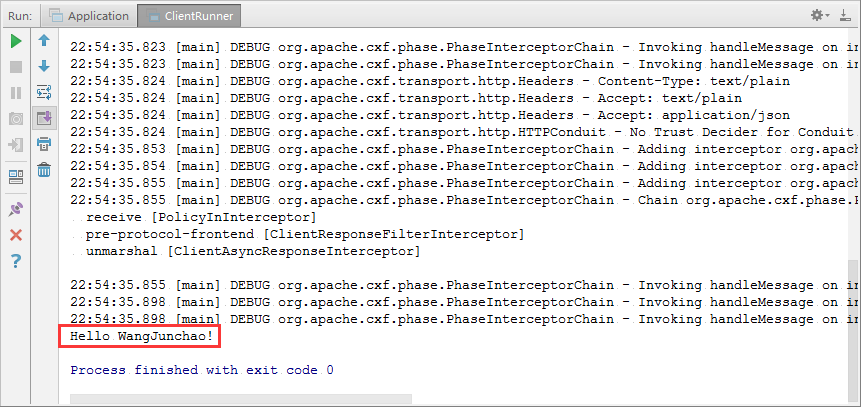 Run: Application ClientRunner
22:54:35.823 [main] DEBUG org.apache.cxf.phase.PhaseInterceptorChain - Invoking handleMessage on in
22:54:35.823 [main] DEBUG org.apache.cxf.phase.PhaseInterceptorChain - Invoking handleMessage on in
22:54:35.824 [main] DEBUG org.apache.cxf.transport.http.Headers - Content-Type: text/plain
22:54:35.824 [main] DEBUG org.apache.cxf.transport.http.Headers - Accept: text/plain
22:54:35.824 [main] DEBUG org.apache.cxf.transport.http.Headers - Accept: application/json
22:54:35.824 [main] DEBUG org.apache.cxf.transport.http.HTTPConduit - No Trust Decider for Conduit
22:54:35.853 [main] DEBUG org.apache.cxf.phase.PhaseInterceptorChain - Adding interceptor org.apach
22:54:35.854 [main] DEBUG org.apache.cxf.phase.PhaseInterceptorChain - Adding interceptor org.apach
22:54:35.855 [main] DEBUG org.apache.cxf.phase.PhaseInterceptorChain - Adding interceptor org.apach
22:54:35.855 [main] DEBUG org.apache.cxf.phase.PhaseInterceptorChain - Chain org.apache.cxf.phase.P
receive [PolicyInInterceptor]
pre-protocol-frontend [ClientResponseFilterInterceptor]
unmarshal [ClientAsyncResponseInterceptor]
22:54:35.855 [main] DEBUG org.apache.cxf.phase.PhaseInterceptorChain - Invoking handleMessage on in
22:54:35.898 [main] DEBUG org.apache.cxf.phase.PhaseInterceptorChain - Invoking handleMessage on in
22:54:35.898 [main] DEBUG org.apache.cxf.phase.PhaseInterceptorChain - Invoking handleMessage on in
Hello WangJunchao!
Process finished with exit code 0